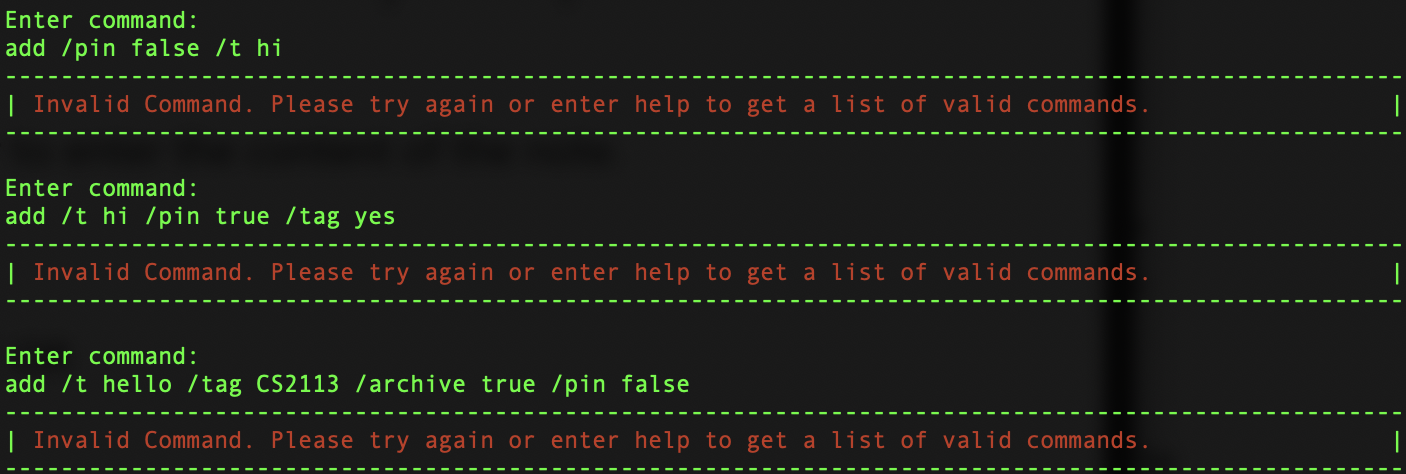 Enter command:
add /pin false /t hi
----------------------------------------------------------------------------------------------------
| Invalid Command. Please try again or enter help to get a list of valid commands.                 |
----------------------------------------------------------------------------------------------------
Enter command:
add /t hi /pin true /tag yes
----------------------------------------------------------------------------------------------------
| Invalid Command. Please try again or enter help to get a list of valid commands.                 |
----------------------------------------------------------------------------------------------------
Enter command:
add /t hello /tag CS2113 /archive true /pin false
----------------------------------------------------------------------------------------------------
| Invalid Command. Please try again or enter help to get a list of valid commands.                 |
----------------------------------------------------------------------------------------------------